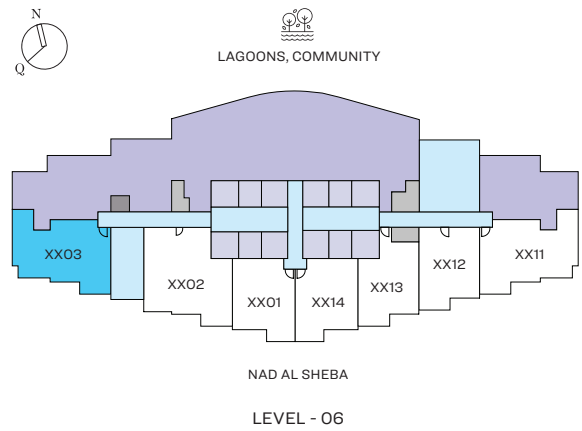 N
Q
LAGOONS, COMMUNITY
XX03
XX02
XX01
XX14
XX13
XX12
XX11
NAD AL SHEBA
LEVEL - 06